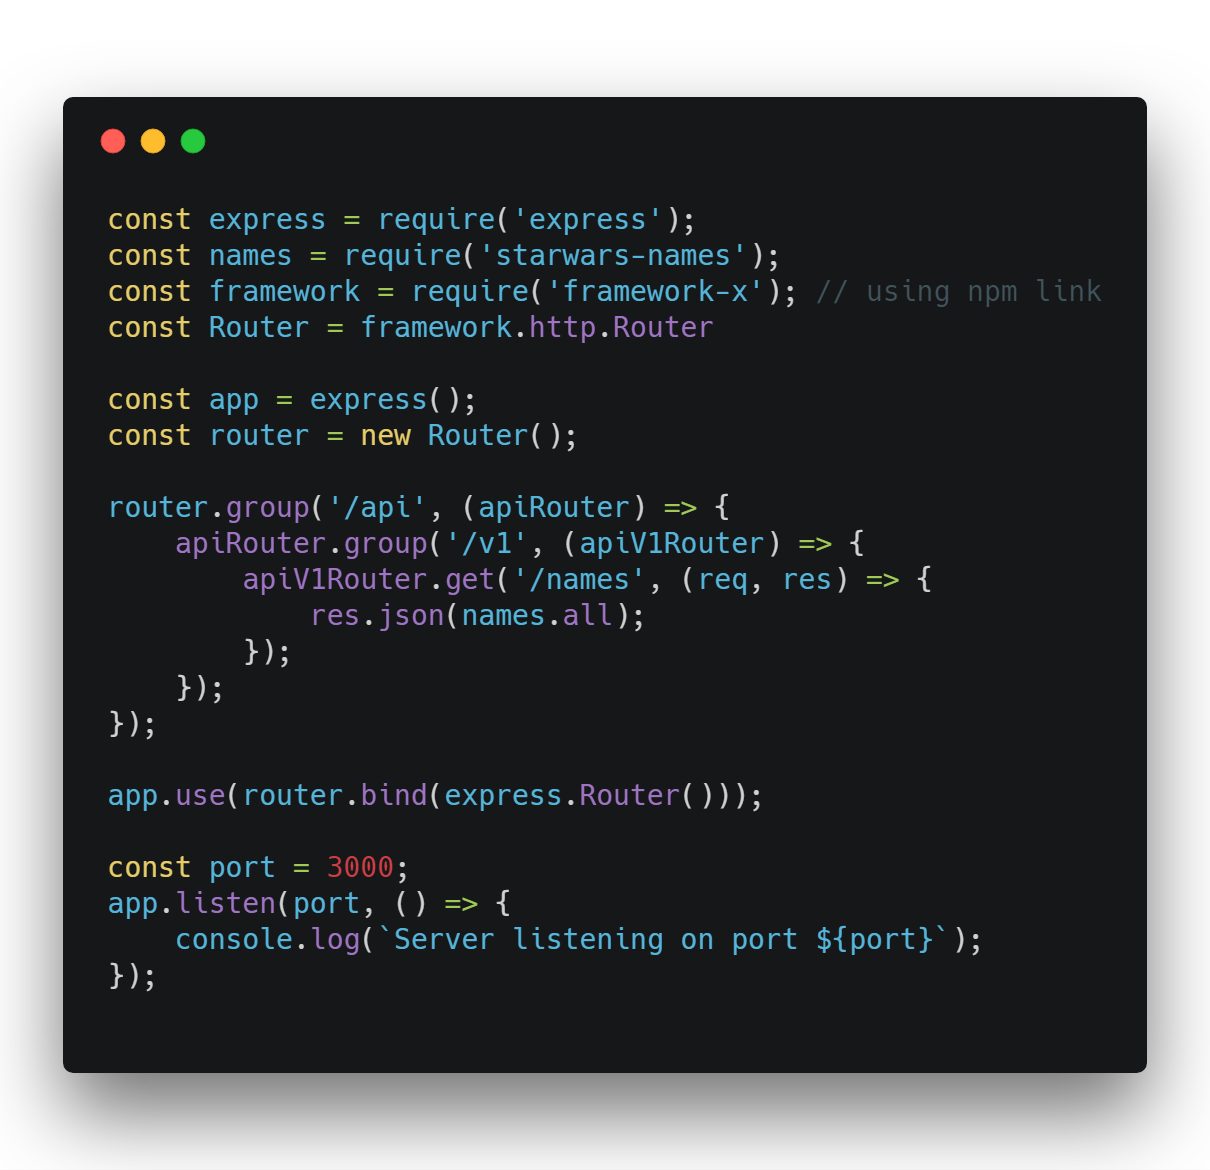 const express = require('express');
const names = require('starwars-names');
const framework = require('framework-x'); // using npm link
const Router = framework.http.Router

const app = express();
const router = new Router();

router.group('/api', (apiRouter) => {
    apiRouter.group('/v1', (apiV1Router) => {
        apiV1Router.get('/names', (req, res) => {
            res.json(names.all);
        });
    });
});

app.use(router.bind(express.Router()));

const port = 3000;
app.listen(port, () => {
    console.log(`Server listening on port ${port}`);
});